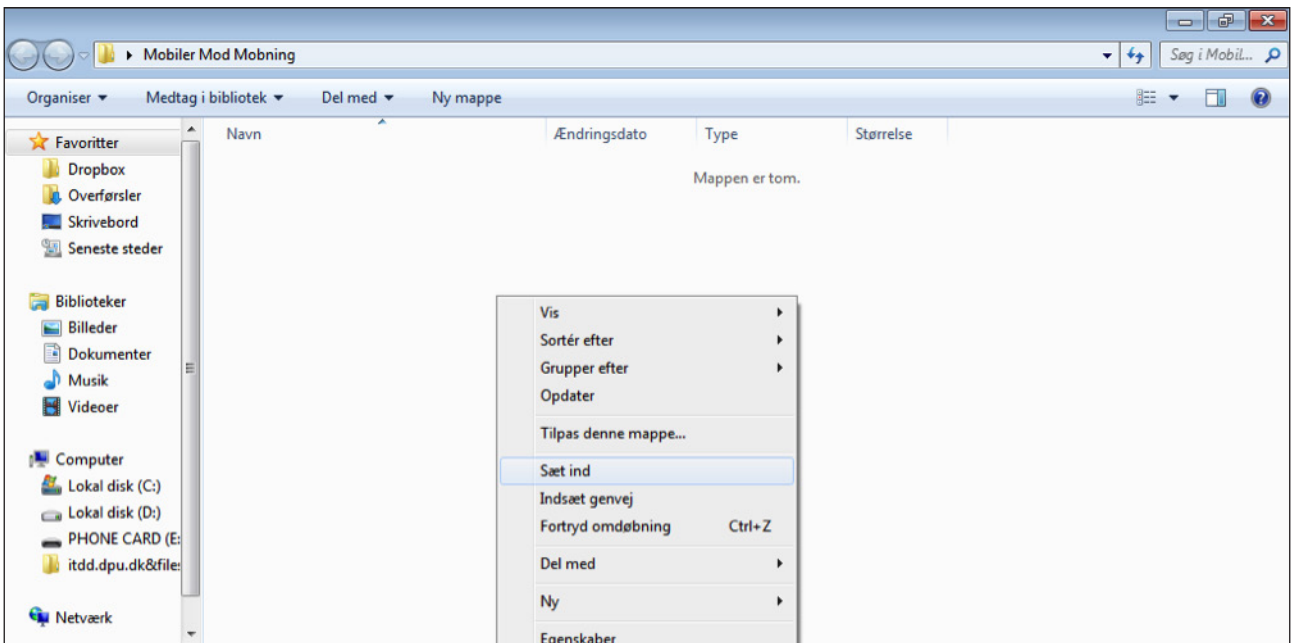 Mobiler Mod Mobning
Søg i Mobil...
Organiser
Medtag i bibliotek
Del med
Ny mappe
Favoritter
Dropbox
Overførsler
Skrivebord
Seneste steder
Biblioteker
Billeder
Dokumenter
Musik
Videoer
Computer
Lokal disk (C:)
Lokal disk (D:)
PHONE CARD (E:
itdd.dpu.dk&file:
Netværk
Navn
Ændringsdato
Type
Størrelse
Mappen er tom.
Vis
Sortér efter
Grupper efter
Opdater
Tilpas denne mappe...
Sæt ind
Indsæt genvej
Fortryd omdøbning Ctrl+Z
Del med
Ny
Egenskaber